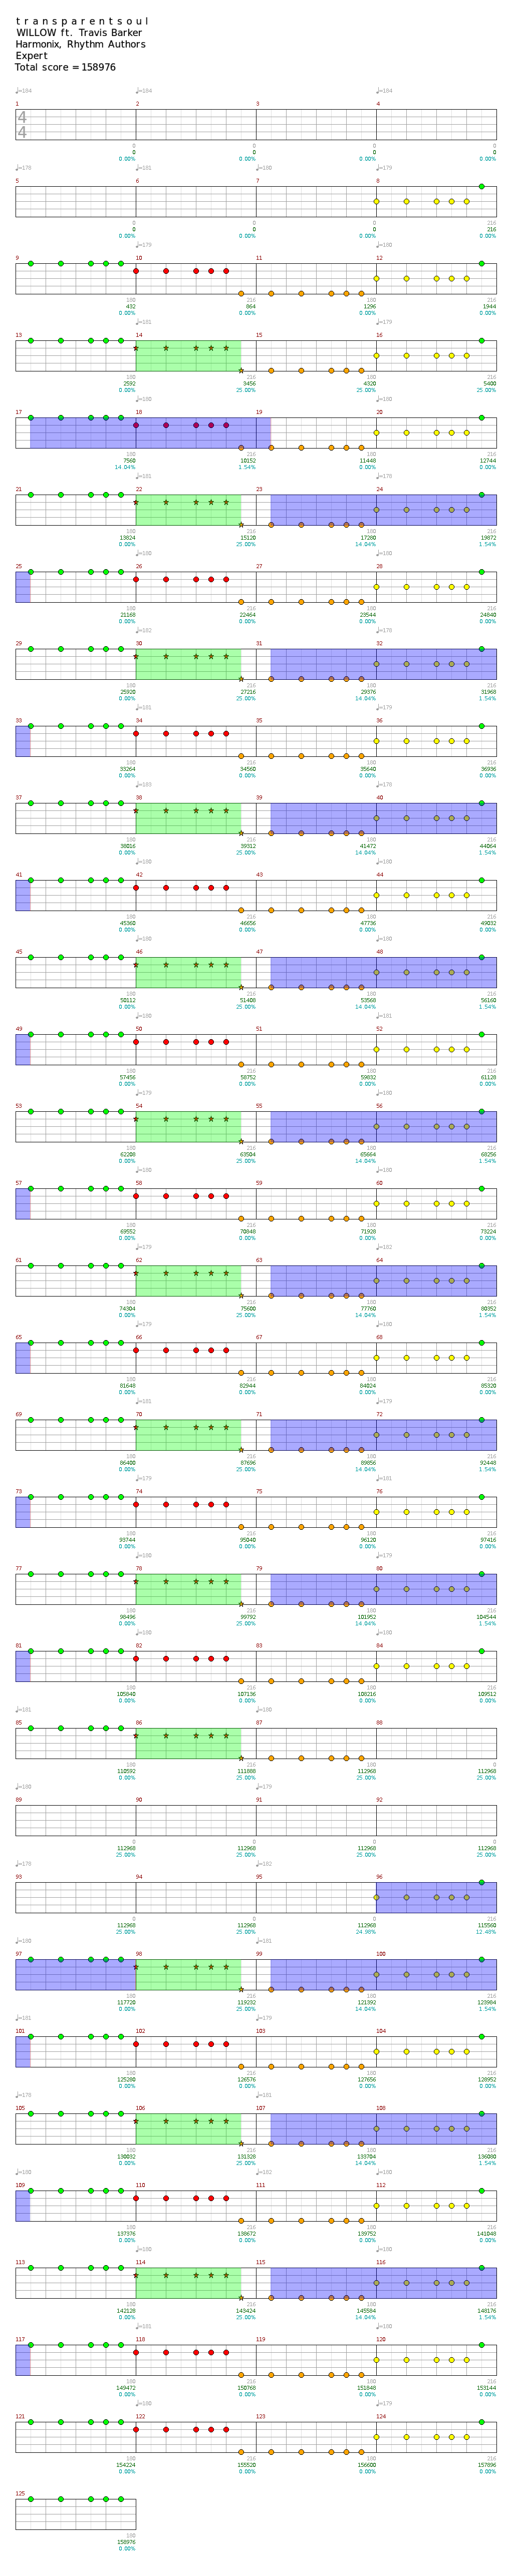 t r a n s p a r e n t s o u l
WILLOW ft. Travis Barker
Harmonix, Rhythm Authors
Expert
Total score = 158976
♩=184 ♩=184 ♩=184
1 2 3 4
4
4
0 0 0
0 0 0
0.00% 0.00% 0.00%
♩=178 ♩=181 ♩=180 ♩=179
5 6 7 8
0 0 0 216
0 0 0 216
0.00% 0.00% 0.00% 0.00%
♩=179 ♩=180
9 10 11 12
180 216 180 216
432 864 1296 1944
0.00% 0.00% 0.00% 0.00%
♩=181 ♩=179
13 14 15 16
180 216 180 216
2592 3456 4320 5400
0.00% 25.00% 25.00% 25.00%
♩=180 ♩=180
17 18 19 20
180 216 180 216
7560 10152 11448 12744
14.04% 1.54% 0.00% 0.00%
♩=181 ♩=178
21 22 23 24
180 216 180 216
13824 15120 17280 19872
0.00% 25.00% 14.04% 1.54%
♩=180 ♩=180
25 26 27 28
180 216 180 216
21168 22464 23544 24840
0.00% 0.00% 0.00% 0.00%
♩=182 ♩=178
29 30 31 32
180 216 180 216
25920 27216 29376 31968
0.00% 25.00% 14.04% 1.54%
♩=181 ♩=179
33 34 35 36
180 216 180 216
33264 34560 35640 36936
0.00% 0.00% 0.00% 0.00%
♩=183 ♩=178
37 38 39 40
180 216 180 216
38016 39312 41472 44064
0.00% 25.00% 14.04% 1.54%
♩=180 ♩=180
41 42 43 44
180 216 180 216
45360 46656 47736 49032
0.00% 0.00% 0.00% 0.00%
♩=180 ♩=180
45 46 47 48
180 216 180 216
50112 51408 53568 56160
0.00% 25.00% 14.04% 1.54%
♩=180 ♩=181
49 50 51 52
180 216 180 216
57456 58752 59832 61128
0.00% 0.00% 0.00% 0.00%
♩=179 ♩=180
53 54 55 56
180 216 180 216
62208 63504 65664 68256
0.00% 25.00% 14.04% 1.54%
♩=180 ♩=180
57 58 59 60
180 216 180 216
69552 70848 71928 73224
0.00% 0.00% 0.00% 0.00%
♩=179 ♩=182
61 62 63 64
180 216 180 216
74304 75600 77760 80352
0.00% 25.00% 14.04% 1.54%
♩=179 ♩=180
65 66 67 68
180 216 180 216
81648 82944 84024 85320
0.00% 0.00% 0.00% 0.00%
♩=181 ♩=179
69 70 71 72
180 216 180 216
86400 87696 89856 92448
0.00% 25.00% 14.04% 1.54%
♩=179 ♩=181
73 74 75 76
180 216 180 216
93744 95040 96120 97416
0.00% 0.00% 0.00% 0.00%
♩=180 ♩=179
77 78 79 80
180 216 180 216
98496 99792 101952 104544
0.00% 25.00% 14.04% 1.54%
♩=180 ♩=180
81 82 83 84
180 216 180 216
105840 107136 108216 109512
0.00% 0.00% 0.00% 0.00%
♩=181 ♩=180
85 86 87 88
180 216 180 0
110592 111888 112968 112968
0.00% 25.00% 25.00% 25.00%
♩=180 ♩=179
89 90 91 92
0 0 0 0
112968 112968 112968 112968
25.00% 25.00% 25.00% 25.00%
♩=178 ♩=182
93 94 95 96
0 0 0 216
112968 112968 112968 115560
25.00% 25.00% 24.98% 12.48%
♩=180 ♩=181
97 98 99 100
180 216 180 216
117720 119232 121392 123984
0.00% 25.00% 14.04% 1.54%
♩=181 ♩=179
101 102 103 104
180 216 180 216
125280 126576 127656 128952
0.00% 0.00% 0.00% 0.00%
♩=178 ♩=181
105 106 107 108
180 216 180 216
130032 131328 133704 136080
0.00% 25.00% 14.04% 1.54%
♩=180 ♩=182 ♩=180
109 110 111 112
180 216 180 216
137376 138672 139752 141048
0.00% 0.00% 0.00% 0.00%
♩=180 ♩=180
113 114 115 116
180 216 180 216
142128 143424 145584 148176
0.00% 25.00% 14.04% 1.54%
♩=181 ♩=180
117 118 119 120
180 216 180 216
149472 150768 151848 153144
0.00% 0.00% 0.00% 0.00%
♩=180 ♩=179
121 122 123 124
180 216 180 216
154224 155520 156600 157896
0.00% 0.00% 0.00% 0.00%
125
180
158976
0.00%